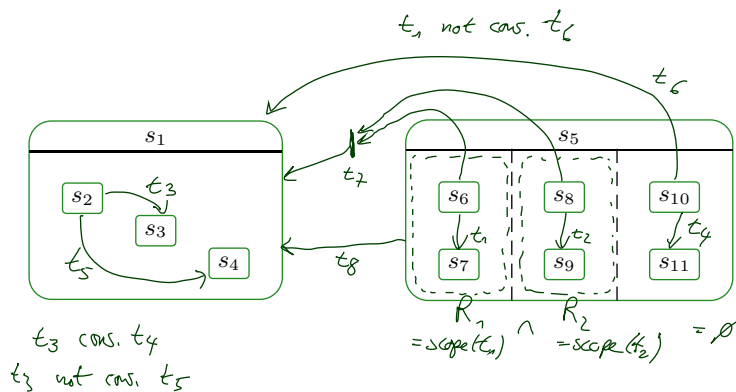 t₁ not cons. t₆
t₆
s₁
s₅
t₇
s₂
t₃
s₃
t₅
s₄
t₈
s₆
s₈
s₁₀
t₁
t₂
t₄
s₇
s₉
s₁₁
R₁ ∩ R₂ = ∅
=scope(t₁) =scope(t₂)
t₃ cons. t₄
t₃ not cons. t₅